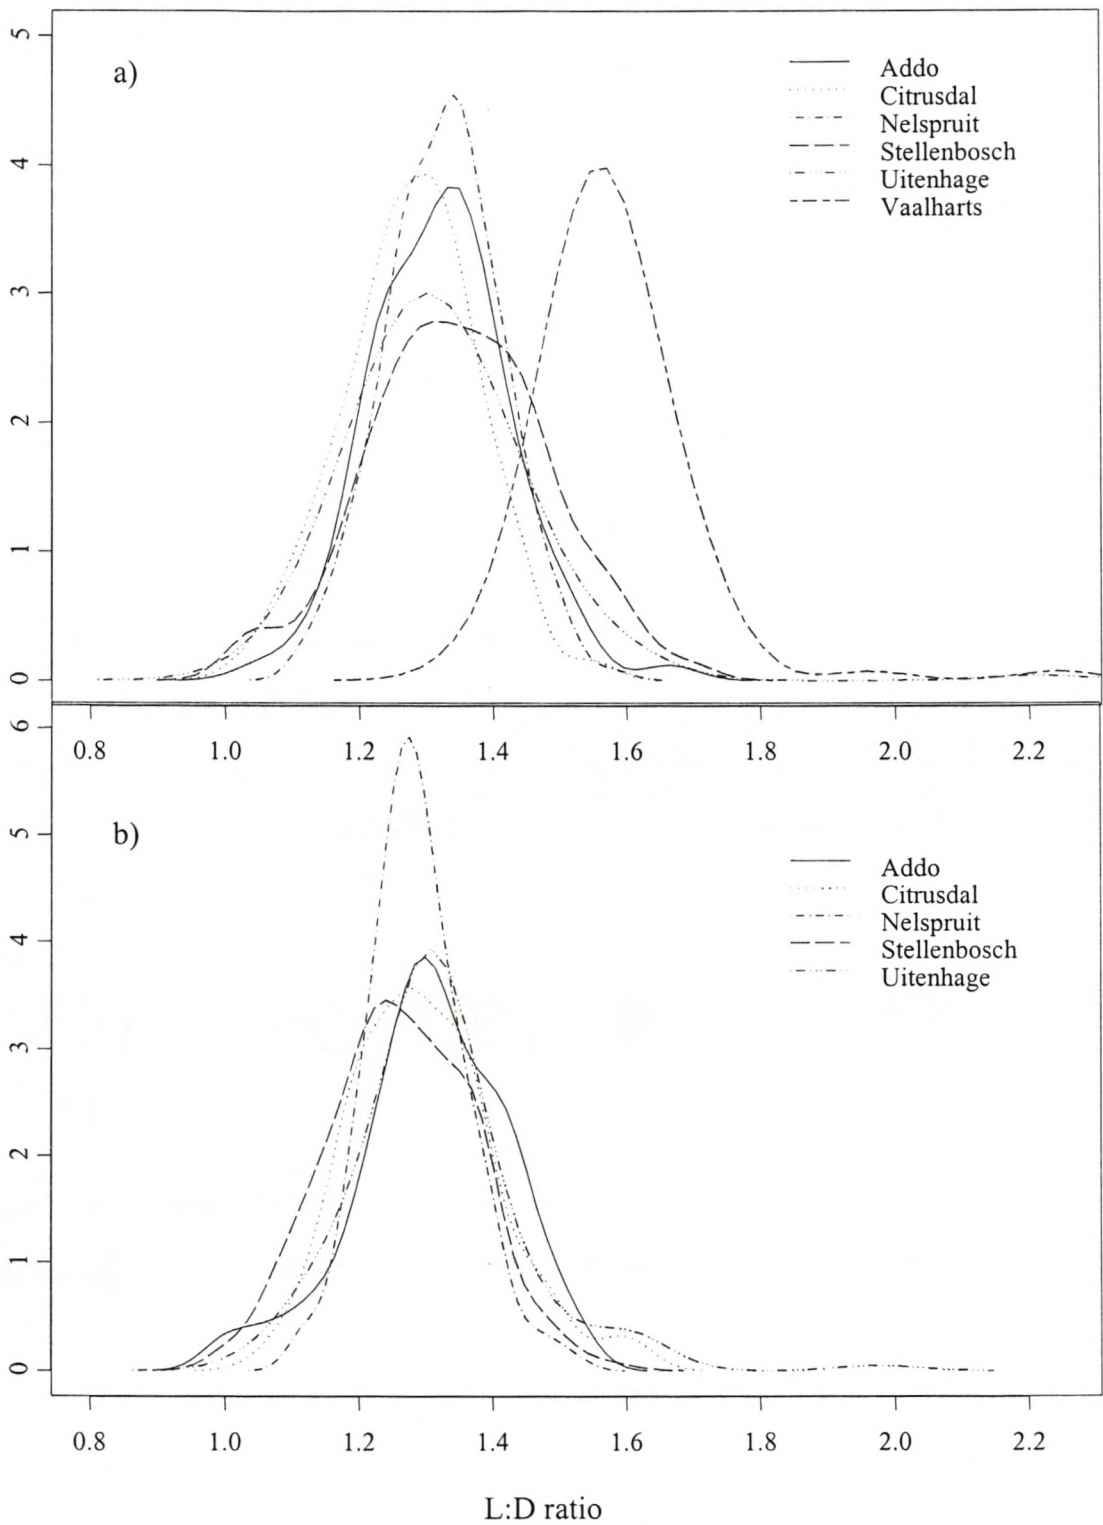 5
4
3
2
1
0
a)
Addo
Citrusdal
Nelspruit
Stellenbosch
Uitenhage
Vaalharts
0.8 1.0 1.2 1.4 1.6 1.8 2.0 2.2
6
5
4
3
2
1
0
b)
Addo
Citrusdal
Nelspruit
Stellenbosch
Uitenhage
0.8 1.0 1.2 1.4 1.6 1.8 2.0 2.2
L:D ratio